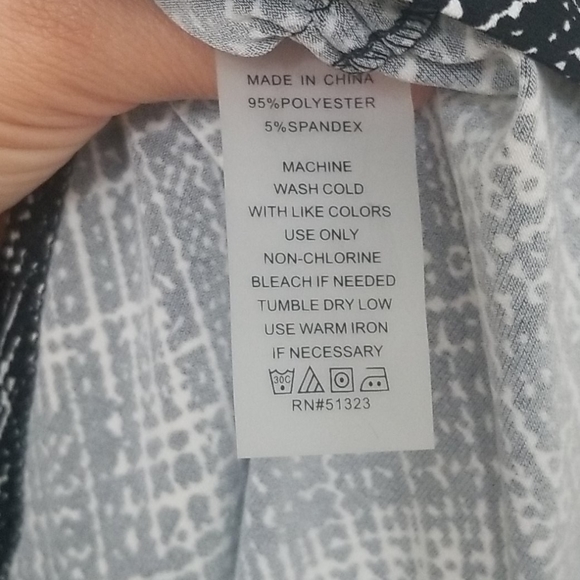 MADE IN CHINA
95%POLYESTER
5%SPANDEX
MACHINE
WASH COLD
WITH LIKE COLORS
USE ONLY
NON-CHLORINE
BLEACH IF NEEDED
TUMBLE DRY LOW
USE WARM IRON
IF NECESSARY
30C
RN#51323